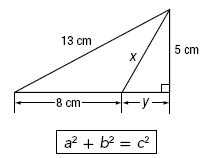 13 cm
x
5 cm
8 cm
y
a² + b² = c²